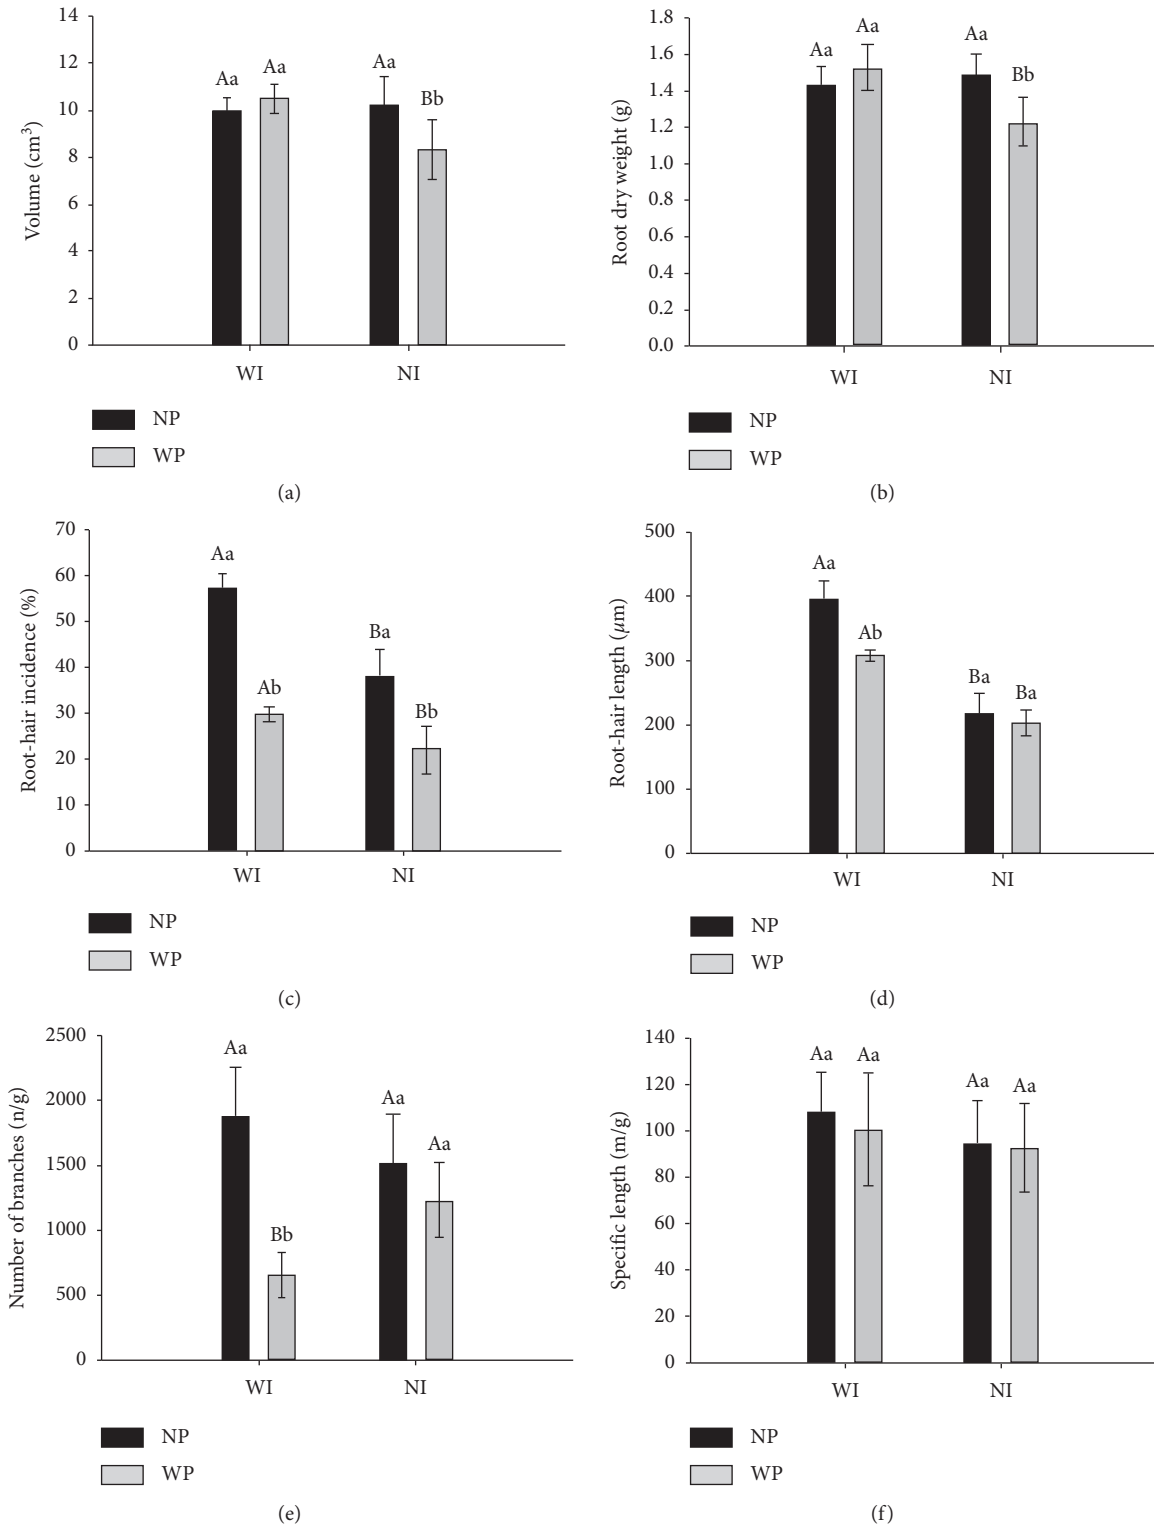 14
12
10
8
6
4
2
0
Volume (cm³)
Aa
Aa
Aa
Bb
WI
NI
NP
WP
(a)
1.8
1.6
1.4
1.2
1.0
0.8
0.6
0.4
0.2
0.0
Root dry weight (g)
Aa
Aa
Aa
Bb
WI
NI
NP
WP
(b)
70
60
50
40
30
20
10
0
Root-hair incidence (%)
Aa
Ab
Ba
Bb
WI
NI
NP
WP
(c)
500
400
300
200
100
0
Root-hair length (μm)
Aa
Ab
Ba
Ba
WI
NI
NP
WP
(d)
2500
2000
1500
1000
500
0
Number of branches (n/g)
Aa
Bb
Aa
Aa
WI
NI
NP
WP
(e)
140
120
100
80
60
40
20
0
Specific length (m/g)
Aa
Aa
Aa
Aa
WI
NI
NP
WP
(f)